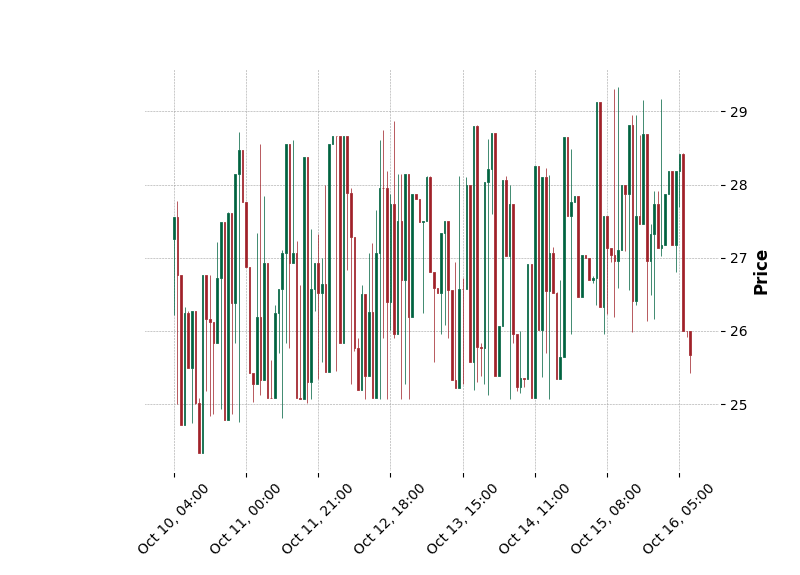 29
28
27
26
25
Price
Oct 10, 04:00
Oct 11, 00:00
Oct 11, 21:00
Oct 12, 18:00
Oct 13, 15:00
Oct 14, 11:00
Oct 15, 08:00
Oct 16, 05:00